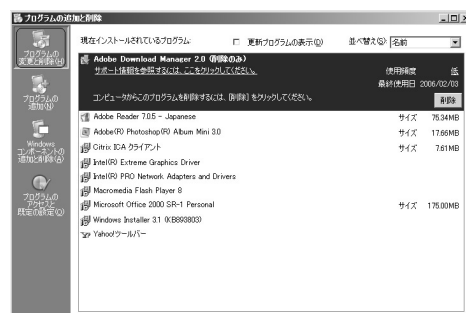 プログラムの追加と削除
プログラムの
変更と削除(H)
プログラムの
追加(N)
Windows
コンポーネントの
追加と削除(A)
プログラムの
アクセスと
既定の設定(O)
現在インストールされているプログラム:
更新プログラムの表示(D)
並べ替え(S):
名前
Adobe Download Manager 2.0 (削除のみ)
サポート情報を参照するには、ここをクリックしてください。
使用頻度 低
最終使用日 2006/02/03
コンピュータからこのプログラムを削除するには、[削除] をクリックしてください。
削除
Adobe Reader 7.0.5 - Japanese サイズ 75.34MB
Adobe(R) Photoshop(R) Album Mini 3.0 サイズ 17.66MB
Citrix ICA クライアント サイズ 7.61MB
Intel(R) Extreme Graphics Driver
Intel(R) PRO Network Adapters and Drivers
Macromedia Flash Player 8
Microsoft Office 2000 SR-1 Personal サイズ 175.00MB
Windows Installer 3.1 (KB893803)
Yahoo!ツールバー